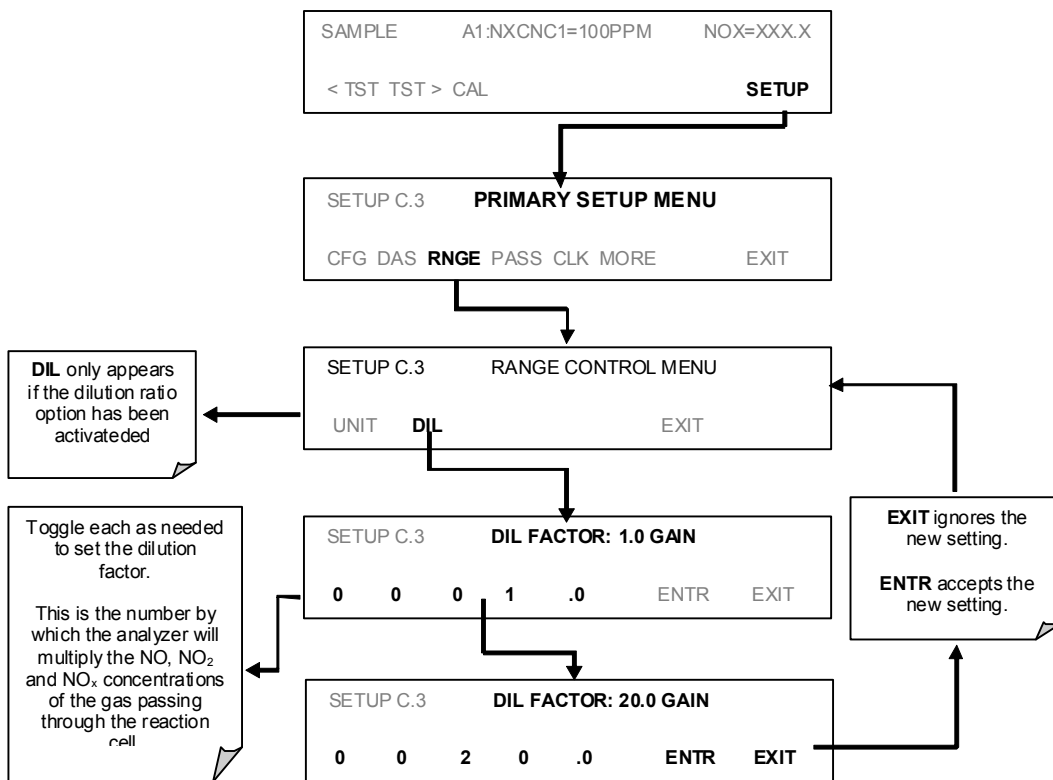 SAMPLE A1:NXCNC1=100PPM NOX=XXX.X
< TST TST > CAL SETUP
SETUP C.3 PRIMARY SETUP MENU
CFG DAS RNGE PASS CLK MORE EXIT
SETUP C.3 RANGE CONTROL MENU
UNIT DIL EXIT
DIL only appears
if the dilution ratio
option has been
activateded
SETUP C.3 DIL FACTOR: 1.0 GAIN
0 0 0 1 .0 ENTR EXIT
Toggle each as needed
to set the dilution
factor.
This is the number by
which the analyzer will
multiply the NO, NO₂
and NOₓ concentrations
of the gas passing
through the reaction
cell
EXIT ignores the
new setting.
ENTR accepts the
new setting.
SETUP C.3 DIL FACTOR: 20.0 GAIN
0 0 2 0 .0 ENTR EXIT